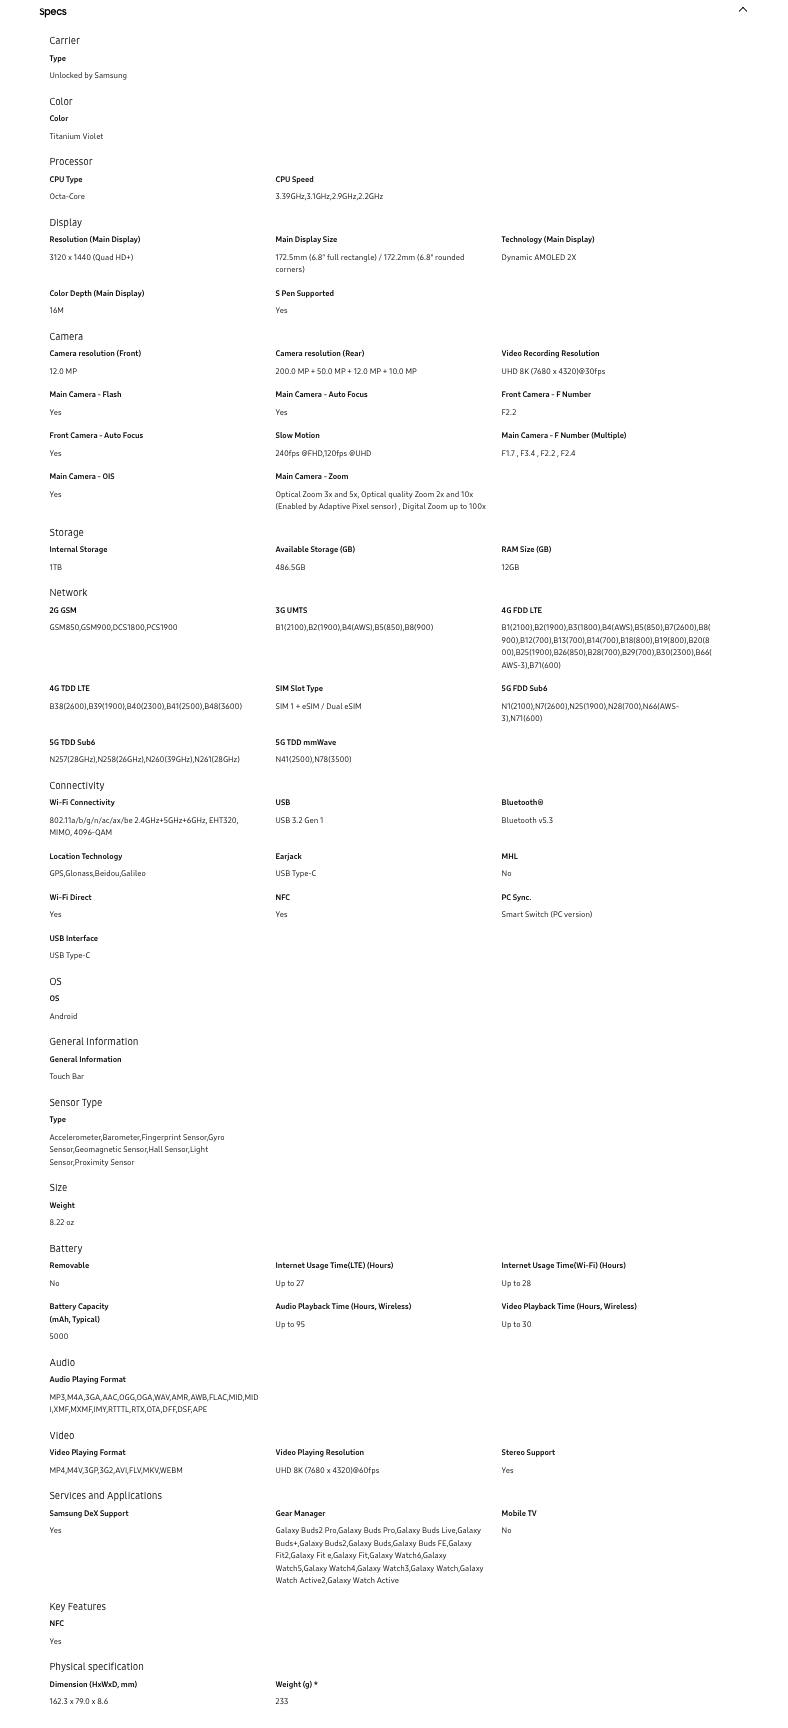 Specs
Carrier
Type
Unlocked by Samsung
Color
Color
Titanium Violet
Processor
CPU Type
CPU Speed
Octa-Core
3.39GHz,3.1GHz,2.9GHz,2.2GHz
Display
Resolution (Main Display)
Main Display Size
Technology (Main Display)
3120 x 1440 (Quad HD+)
172.5mm (6.8" full rectangle) / 172.2mm (6.8" rounded
corners)
Dynamic AMOLED 2X
Color Depth (Main Display)
S Pen Supported
16M
Yes
Camera
Camera resolution (Front)
Camera resolution (Rear)
Video Recording Resolution
12.0 MP
200.0 MP + 50.0 MP + 12.0 MP + 10.0 MP
UHD 8K (7680 x 4320)@30fps
Main Camera - Flash
Main Camera - Auto Focus
Front Camera - F Number
Yes
Yes
F2.2
Front Camera - Auto Focus
Slow Motion
Main Camera - F Number (Multiple)
Yes
240fps @FHD,120fps @UHD
F1.7 , F3.4 , F2.2 , F2.4
Main Camera - OIS
Main Camera - Zoom
Yes
Optical Zoom 3x and 5x, Optical quality Zoom 2x and 10x
(Enabled by Adaptive Pixel sensor) , Digital Zoom up to 100x
Storage
Internal Storage
Available Storage (GB)
RAM Size (GB)
1TB
486.5GB
12GB
Network
2G GSM
3G UMTS
4G FDD LTE
GSM850,GSM900,DCS1800,PCS1900
B1(2100),B2(1900),B4(AWS),B5(850),B8(900)
B1(2100),B2(1900),B3(1800),B4(AWS),B5(850),B7(2600),B8(
900),B12(700),B13(700),B14(700),B18(800),B19(800),B20(8
00),B25(1900),B26(850),B28(700),B29(700),B30(2300),B66(
AWS-3),B71(600)
4G TDD LTE
SIM Slot Type
5G FDD Sub6
B38(2600),B39(1900),B40(2300),B41(2500),B48(3600)
SIM 1 + eSIM / Dual eSIM
N1(2100),N7(2600),N25(1900),N28(700),N66(AWS-
3),N71(600)
5G TDD Sub6
5G TDD mmWave
N257(28GHz),N258(26GHz),N260(39GHz),N261(28GHz)
N41(2500),N78(3500)
Connectivity
Wi-Fi Connectivity
USB
Bluetooth®
802.11a/b/g/n/ac/ax/be 2.4GHz+5GHz+6GHz, EHT320,
MIMO, 4096-QAM
USB 3.2 Gen 1
Bluetooth v5.3
Location Technology
Earjack
MHL
GPS,Glonass,Beidou,Galileo
USB Type-C
No
Wi-Fi Direct
NFC
PC Sync.
Yes
Yes
Smart Switch (PC version)
USB Interface
USB Type-C
OS
OS
Android
General Information
General Information
Touch Bar
Sensor Type
Type
Accelerometer,Barometer,Fingerprint Sensor,Gyro
Sensor,Geomagnetic Sensor,Hall Sensor,Light
Sensor,Proximity Sensor
Size
Weight
8.22 oz
Battery
Removable
Internet Usage Time(LTE) (Hours)
Internet Usage Time(Wi-Fi) (Hours)
No
Up to 27
Up to 28
Battery Capacity
(mAh, Typical)
Audio Playback Time (Hours, Wireless)
Video Playback Time (Hours, Wireless)
5000
Up to 95
Up to 30
Audio
Audio Playing Format
MP3,M4A,3GA,AAC,OGG,OGA,WAV,AMR,AWB,FLAC,MID,MID
I,XMF,MXMF,IMY,RTTTL,RTX,OTA,DFF,DSF,APE
Video
Video Playing Format
Video Playing Resolution
Stereo Support
MP4,M4V,3GP,3G2,AVI,FLV,MKV,WEBM
UHD 8K (7680 x 4320)@60fps
Yes
Services and Applications
Samsung DeX Support
Gear Manager
Mobile TV
Yes
Galaxy Buds2 Pro,Galaxy Buds Pro,Galaxy Buds Live,Galaxy
Buds+,Galaxy Buds2,Galaxy Buds,Galaxy Buds FE,Galaxy
Fit2,Galaxy Fit e,Galaxy Fit,Galaxy Watch6,Galaxy
Watch5,Galaxy Watch4,Galaxy Watch3,Galaxy Watch,Galaxy
Watch Active2,Galaxy Watch Active
No
Key Features
NFC
Yes
Physical specification
Dimension (HxWxD, mm)
Weight (g) *
162.3 x 79.0 x 8.6
233